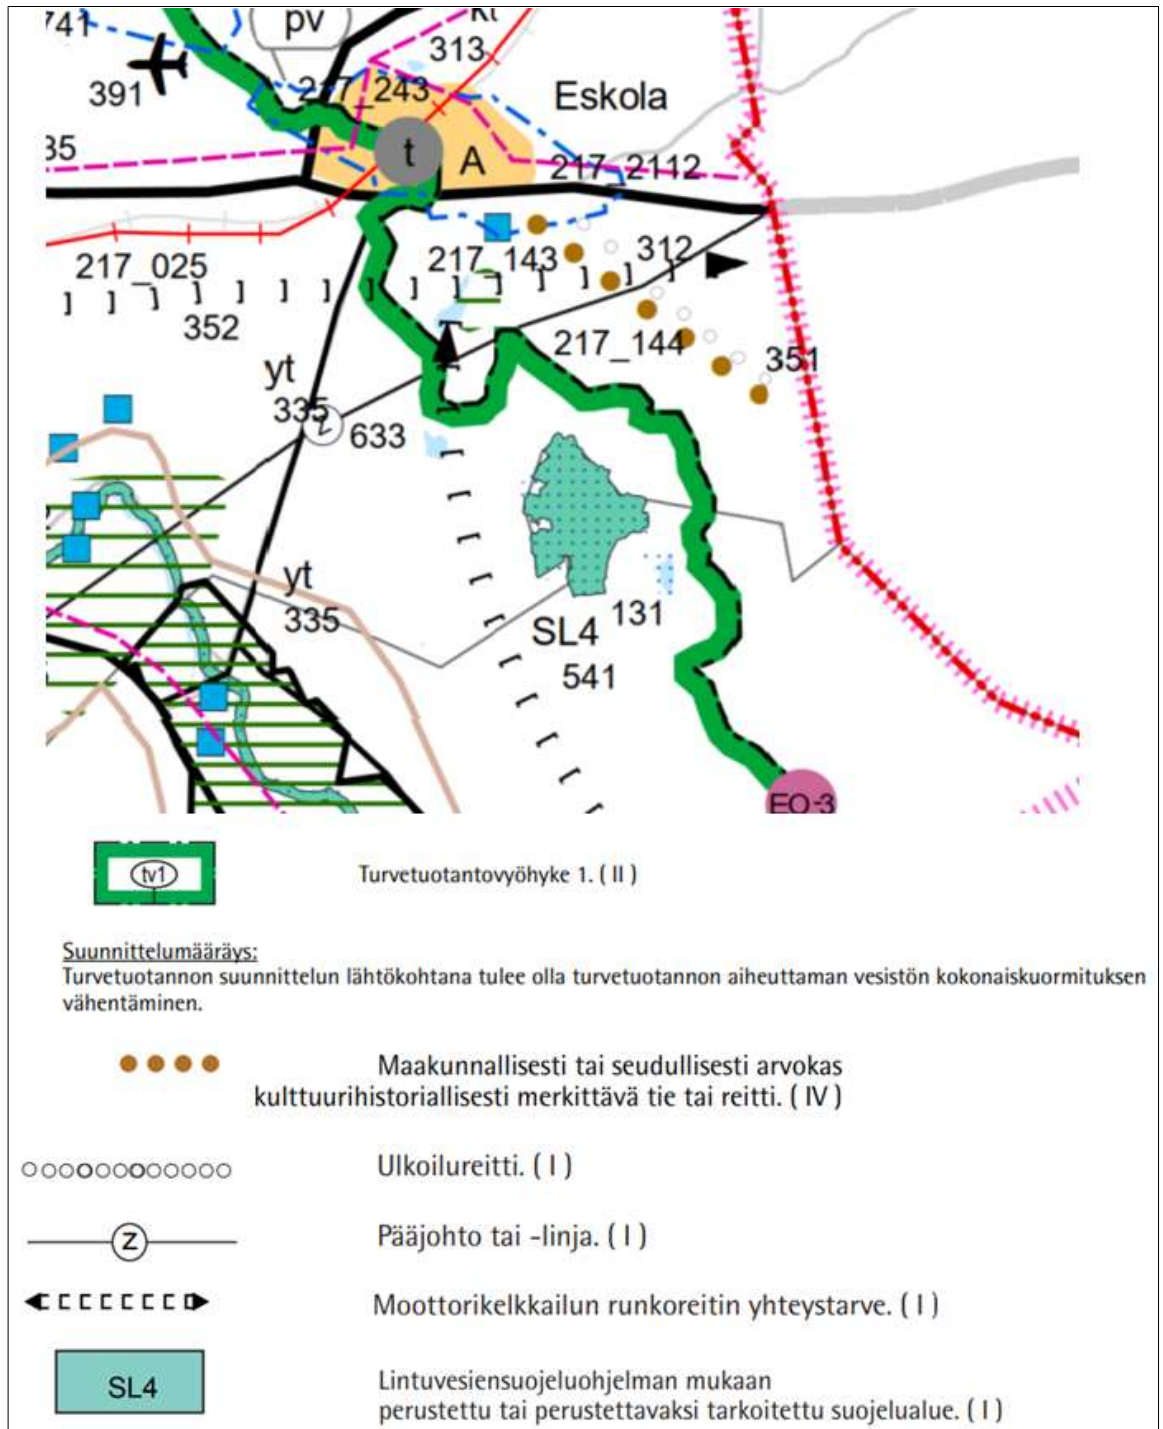 741
pv
kt
313
391
217_243
Eskola
35
t
A
217_2112
217_025
217_143
312
352
217_144
351
yt
335
z
633
yt
335
SL4
131
541
EO-3
tv1
Turvetuotantovyöhyke 1. ( II )
Suunnittelumääräys:
Turvetuotannon suunnittelun lähtökohtana tulee olla turvetuotannon aiheuttaman vesistön kokonaiskuormituksen
vähentäminen.
Maakunnallisesti tai seudullisesti arvokas
kulttuurihistoriallisesti merkittävä tie tai reitti. ( IV )
Ulkoilureitti. ( I )
z
Pääjohto tai -linja. ( I )
Moottorikelkkailun runkoreitin yhteystarve. ( I )
SL4
Lintuvesiensuojeluohjelman mukaan
perustettu tai perustettavaksi tarkoitettu suojelualue. ( I )